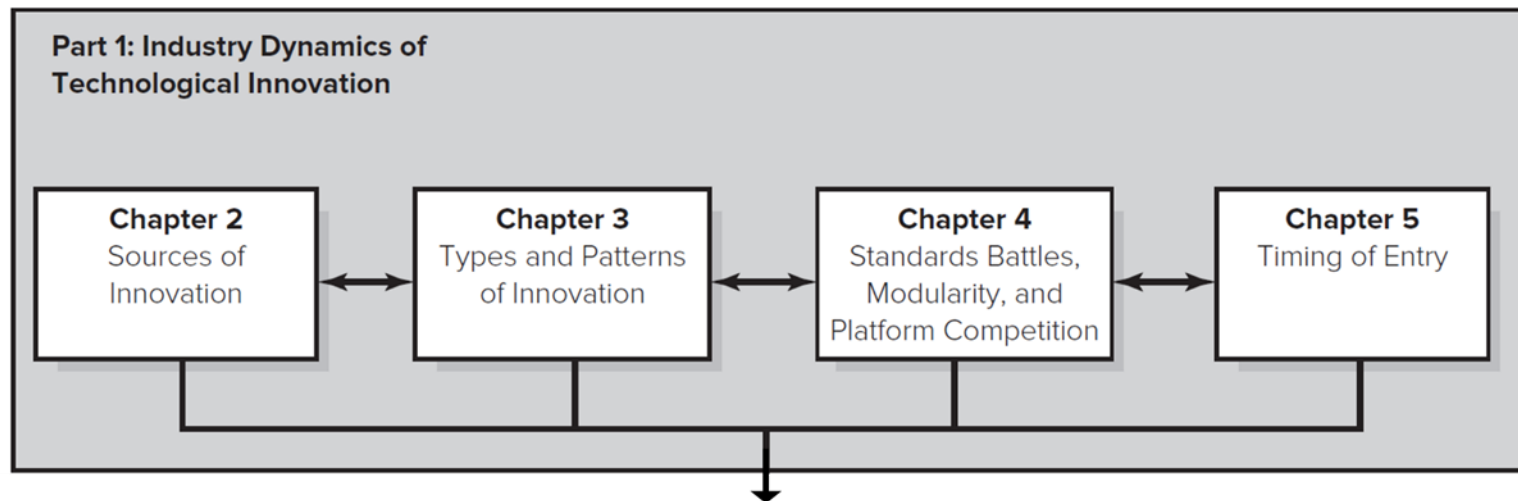 Part 1: Industry Dynamics of
Technological Innovation
Chapter 2
Sources of
Innovation
Chapter 3
Types and Patterns
of Innovation
Chapter 4
Standards Battles,
Modularity, and
Platform Competition
Chapter 5
Timing of Entry